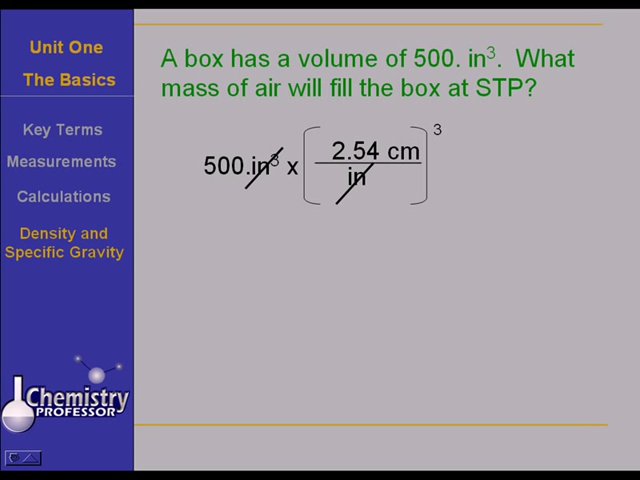 Unit One
The Basics
Key Terms
Measurements
Calculations
Density and
Specific Gravity
Chemistry
PROFESSOR
A box has a volume of 500. in³. What
mass of air will fill the box at STP?
3
2.54 cm
500.in³ x
in